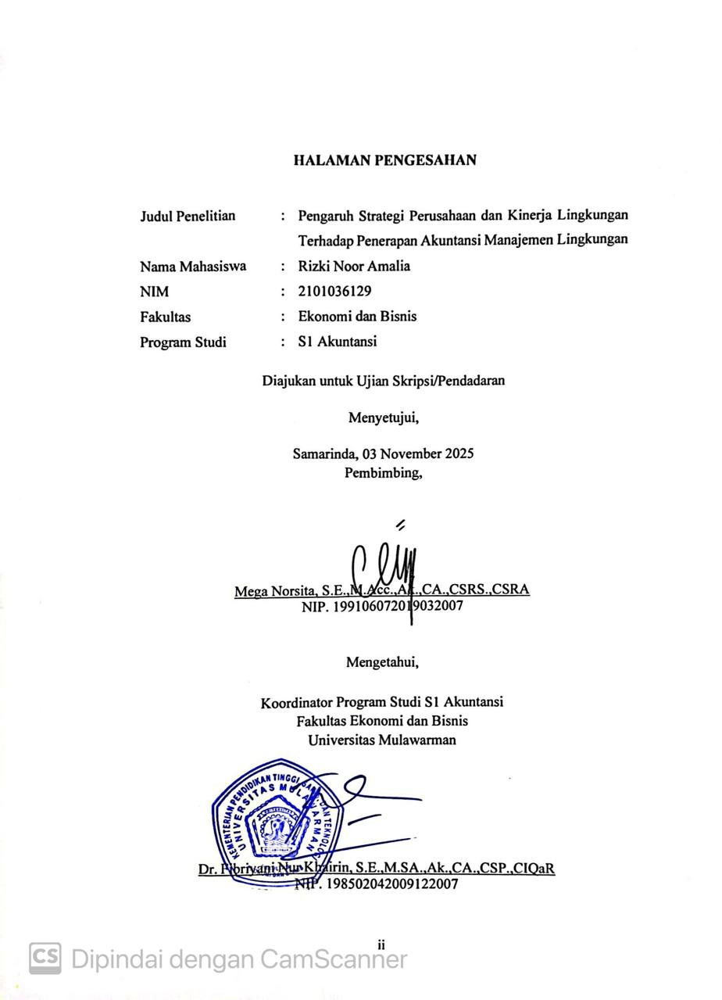 HALAMAN PENGESAHAN
Judul Penelitian : Pengaruh Strategi Perusahaan dan Kinerja Lingkungan
Terhadap Penerapan Akuntansi Manajemen Lingkungan
Nama Mahasiswa : Rizki Noor Amalia
NIM : 2101036129
Fakultas : Ekonomi dan Bisnis
Program Studi : S1 Akuntansi
Diajukan untuk Ujian Skripsi/Pendadaran
Menyetujui,
Samarinda, 03 November 2025
Pembimbing,
Mega Norsita, S.E.,M.Acc.,Ak.,CA.,CSRS.,CSRA
NIP. 199106072019032007
Mengetahui,
Koordinator Program Studi S1 Akuntansi
Fakultas Ekonomi dan Bisnis
Universitas Mulawarman
KEMENTERIAN PENDIDIKAN TINGGI DAN TEKNOLOGI
UNIVERSITAS MULAWARMAN
Dr. Fibriyani Nur Khairin, S.E.,M.SA.,Ak.,CA.,CSP.,CIQaR
NIP. 198502042009122007
ii
CS Dipindai dengan CamScanner